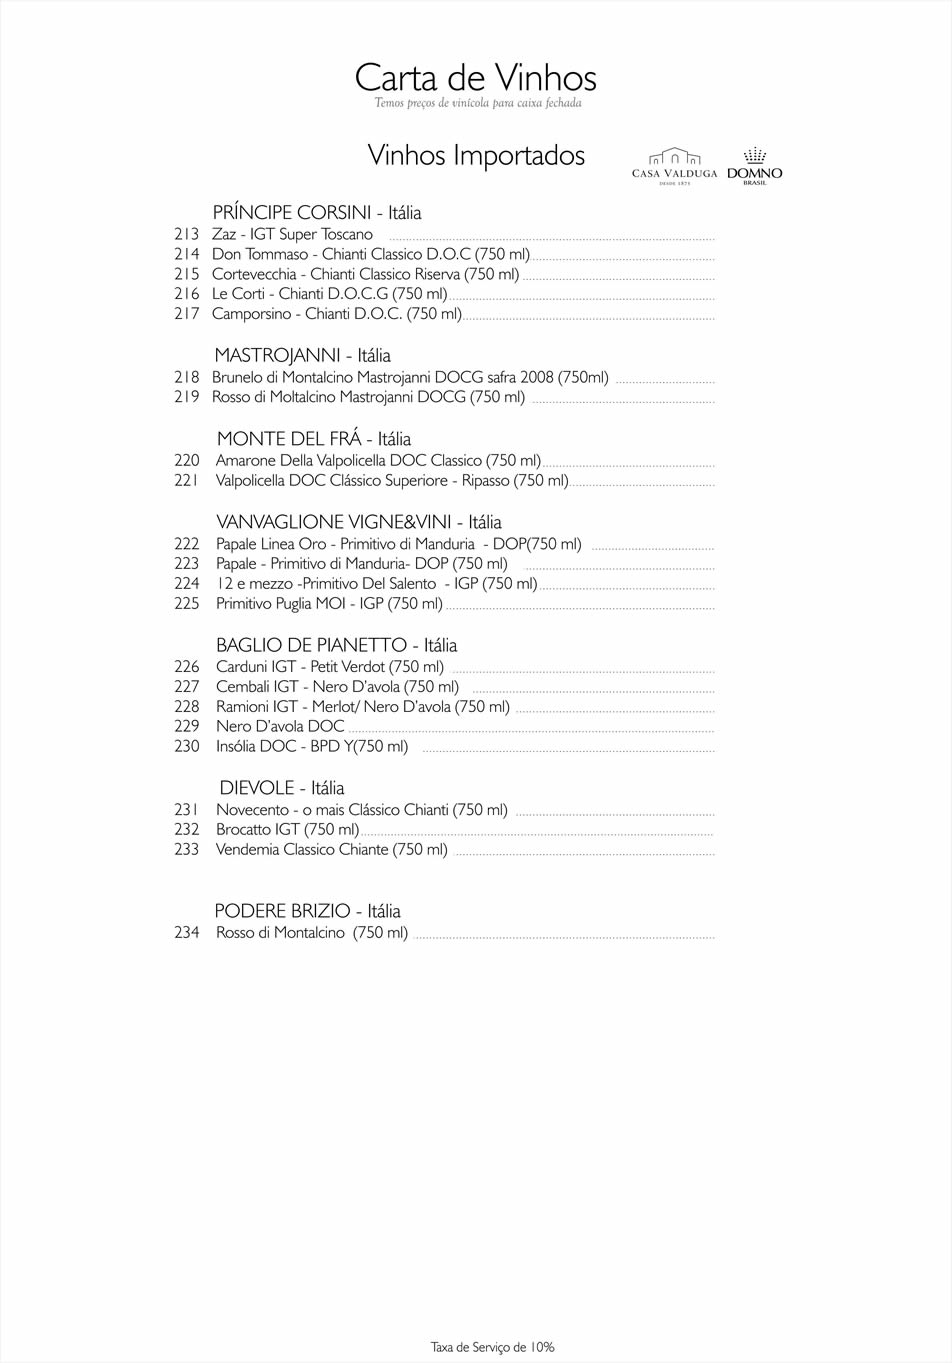 Carta de Vinhos
Temos preços de vinícola para caixa fechada
Vinhos Importados
CASA VALDUGA
DESDE 1875
DOMNO
BRASIL
PRÍNCIPE CORSINI - Itália
213 Zaz - IGT Super Toscano
214 Don Tommaso - Chianti Classico D.O.C (750 ml)
215 Cortevecchia - Chianti Classico Riserva (750 ml)
216 Le Corti - Chianti D.O.C.G (750 ml)
217 Camporsino - Chianti D.O.C. (750 ml)
MASTROJANNI - Itália
218 Brunelo di Montalcino Mastrojanni DOCG safra 2008 (750ml)
219 Rosso di Moltalcino Mastrojanni DOCG (750 ml)
MONTE DEL FRÁ - Itália
220 Amarone Della Valpolicella DOC Classico (750 ml)
221 Valpolicella DOC Clássico Superiore - Ripasso (750 ml)
VANVAGLIONE VIGNE&VINI - Itália
222 Papale Linea Oro - Primitivo di Manduria - DOP(750 ml)
223 Papale - Primitivo di Manduria- DOP (750 ml)
224 12 e mezzo -Primitivo Del Salento - IGP (750 ml)
225 Primitivo Puglia MOI - IGP (750 ml)
BAGLIO DE PIANETTO - Itália
226 Carduni IGT - Petit Verdot (750 ml)
227 Cembali IGT - Nero D'avola (750 ml)
228 Ramioni IGT - Merlot/ Nero D'avola (750 ml)
229 Nero D'avola DOC
230 Insólia DOC - BPD Y(750 ml)
DIEVOLE - Itália
231 Novecento - o mais Clássico Chianti (750 ml)
232 Brocatto IGT (750 ml)
233 Vendemia Classico Chiante (750 ml)
PODERE BRIZIO - Itália
234 Rosso di Montalcino (750 ml)
Taxa de Serviço de 10%